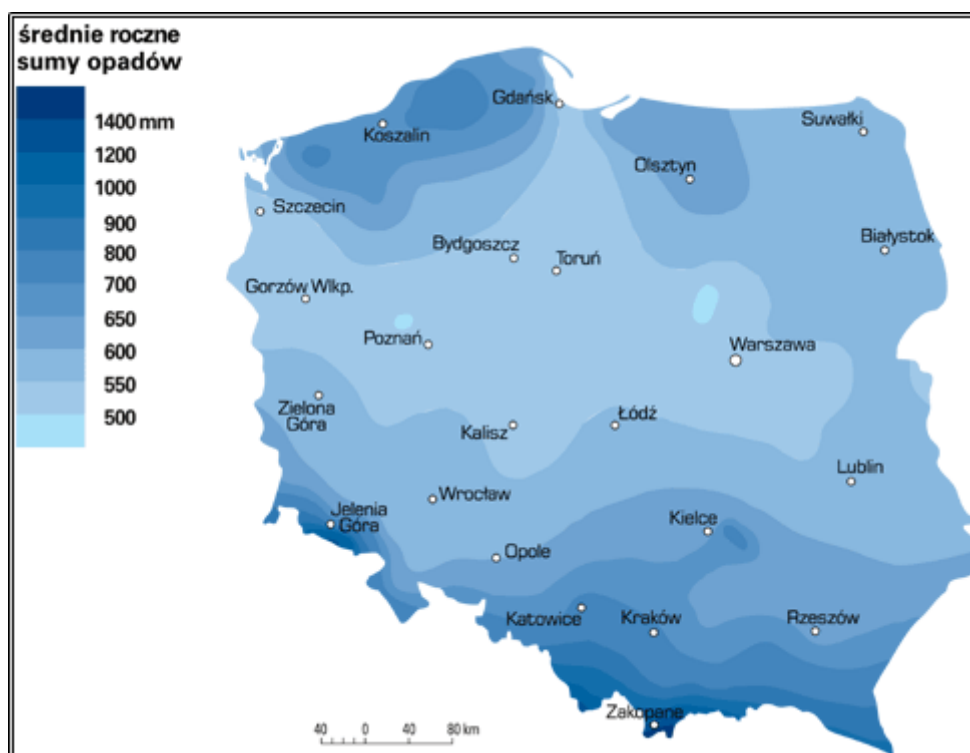 średnie roczne
sumy opadów
1400 mm
1200
1000
900
800
700
650
600
550
500
Gdańsk
Koszalin
Suwałki
Olsztyn
Szczecin
Białystok
Bydgoszcz
Toruń
Gorzów Wlkp.
Poznań
Warszawa
Zielona
Góra
Kalisz
Łódź
Lublin
Wrocław
Jelenia
Góra
Kielce
Opole
Katowice
Kraków
Rzeszów
Zakopane
40 0 40 80 km